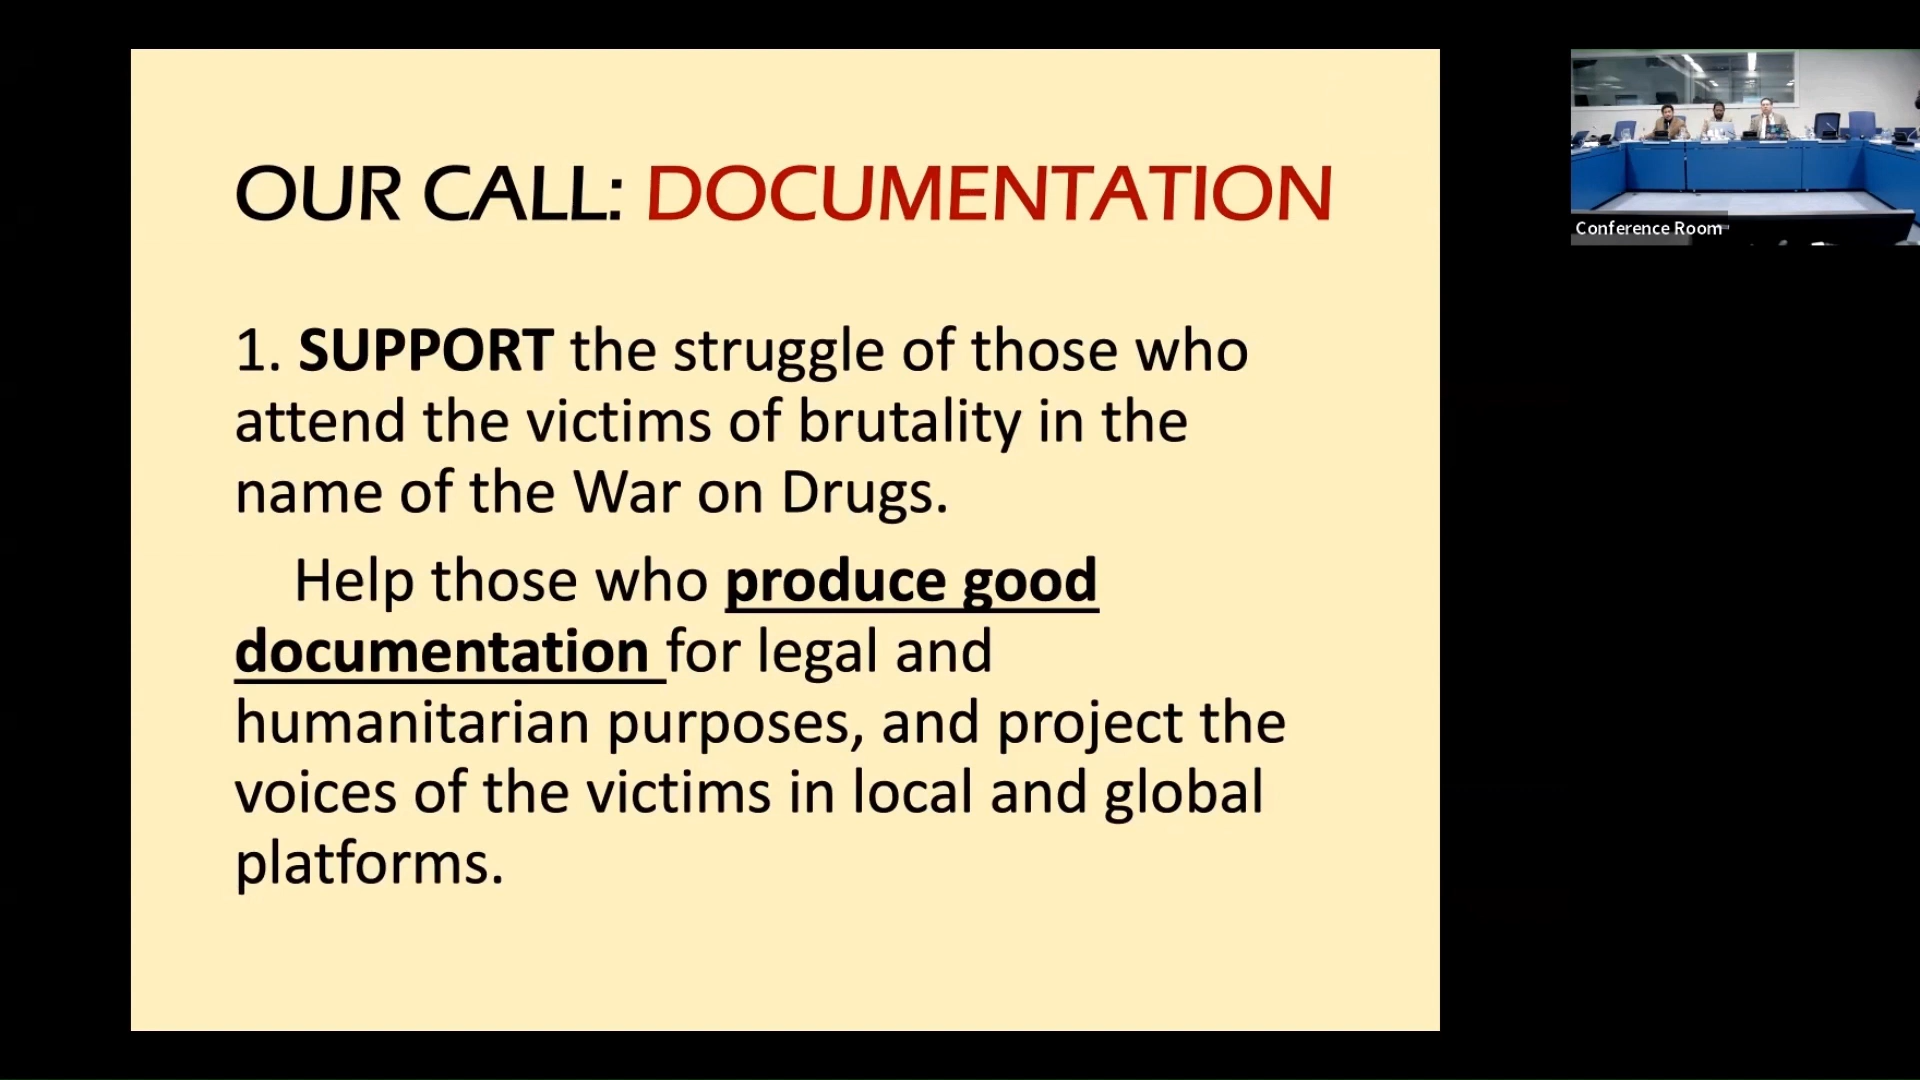 OUR CALL: DOCUMENTATION
1. SUPPORT the struggle of those who
attend the victims of brutality in the
name of the War on Drugs.
Help those who produce good
documentation for legal and
humanitarian purposes, and project the
voices of the victims in local and global
platforms.
Conference Room